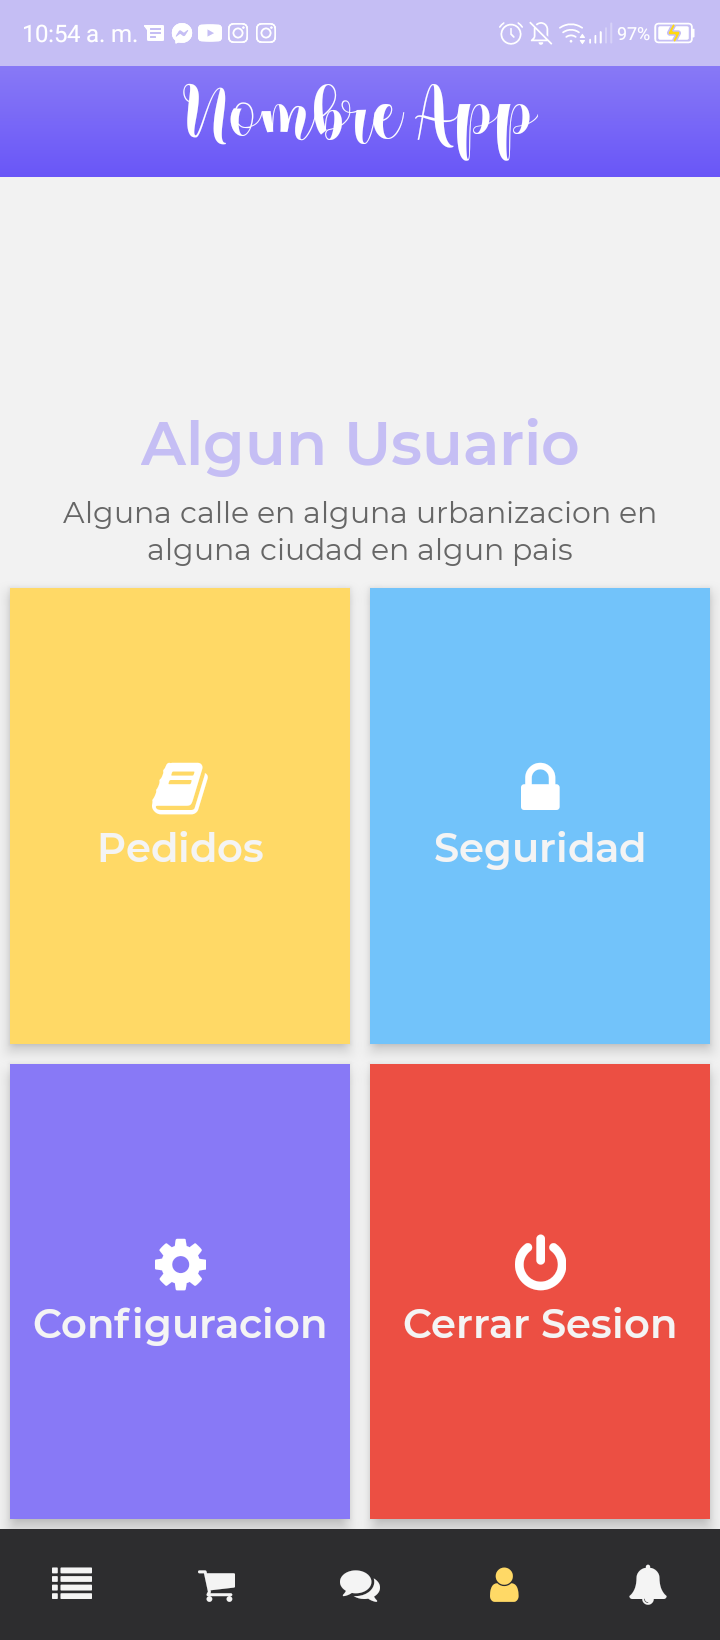 10:54 a. m.
97%
Nombre App
Algun Usuario
Alguna calle en alguna urbanizacion en
alguna ciudad en algun pais
Pedidos
Seguridad
Configuracion
Cerrar Sesion